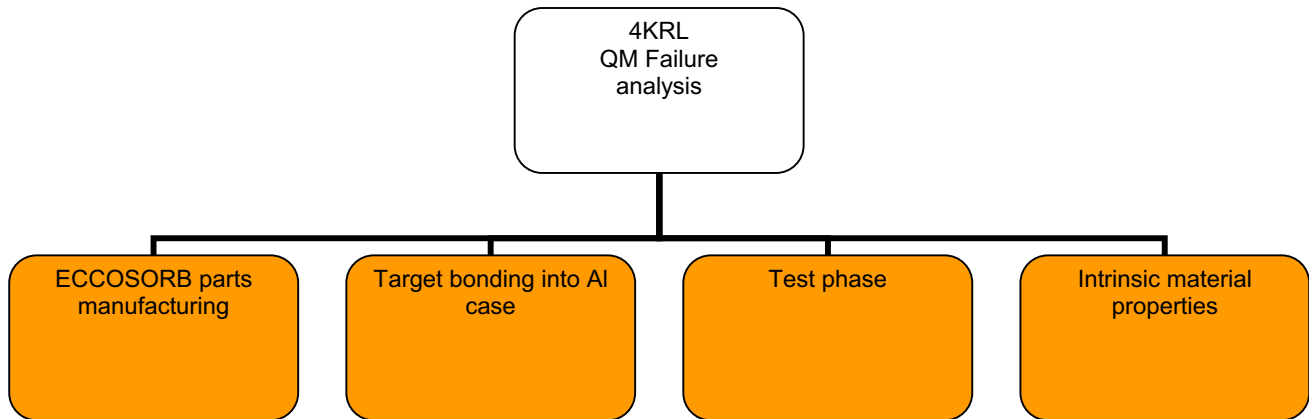 4KRL
QM Failure
analysis
ECCOSORB parts
manufacturing
Target bonding into Al
case
Test phase
Intrinsic material
properties